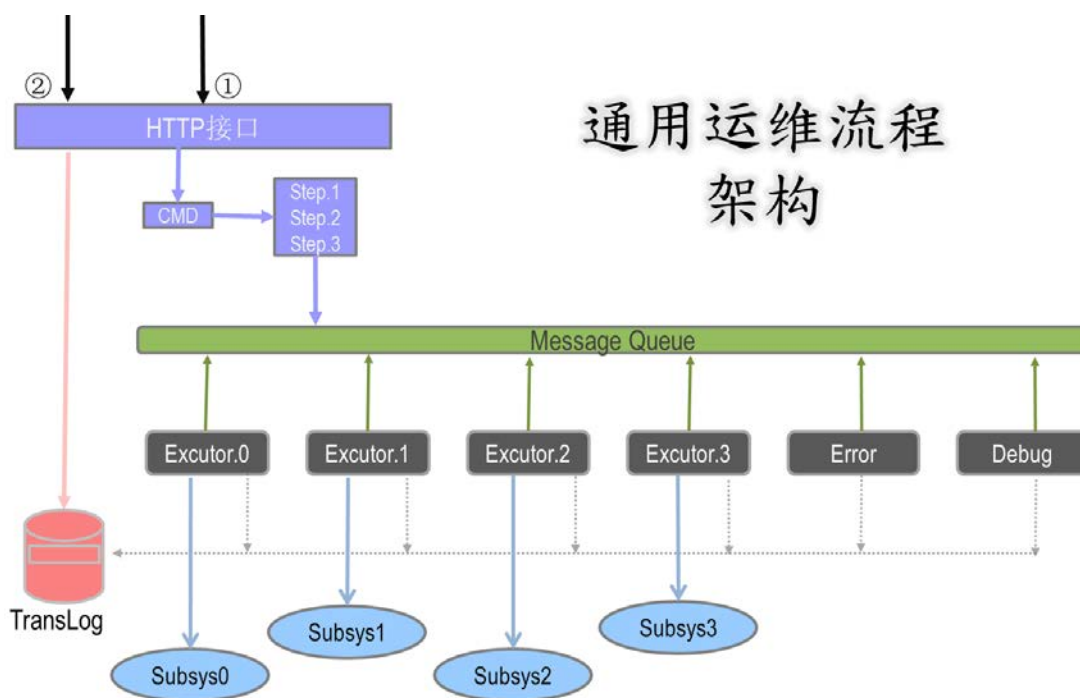 ② ①
HTTP接口
通用运维流程
架构
CMD
Step.1
Step.2
Step.3
Message Queue
Excutor.0 Excutor.1 Excutor.2 Excutor.3 Error Debug
TransLog
Subsys1 Subsys3
Subsys0 Subsys2